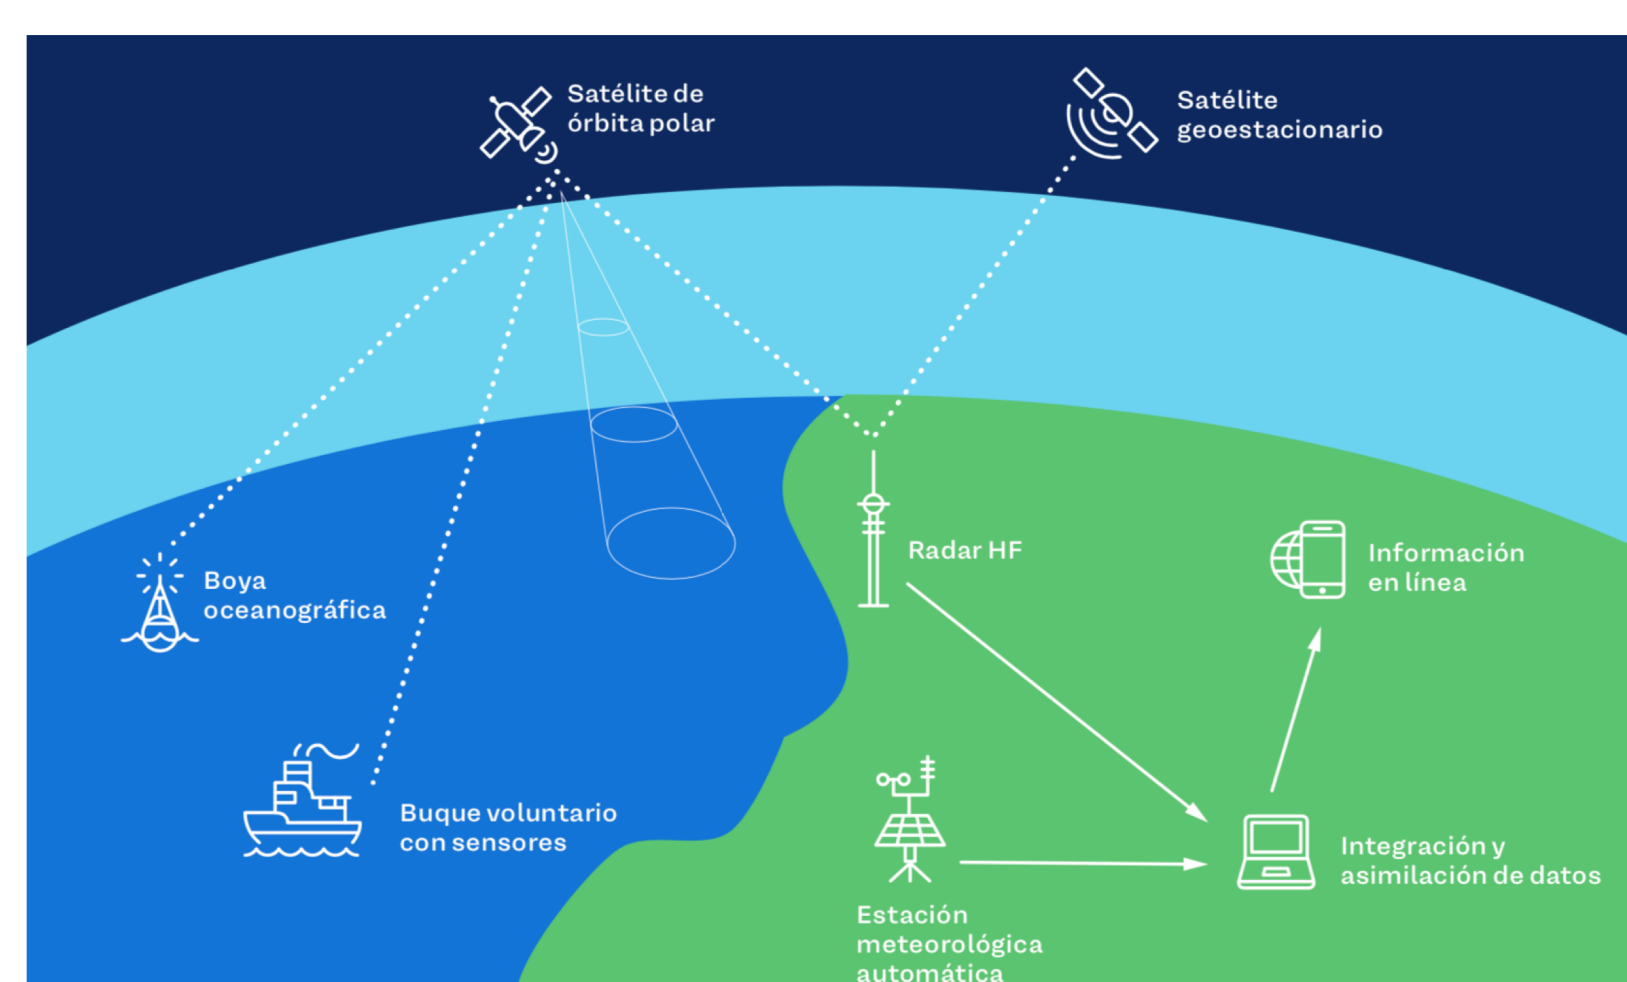 Satélite de
órbita polar
Satélite
geoestacionario
Radar HF
Información
en línea
Boya
oceanográfica
Buque voluntario
con sensores
Integración y
asimilación de datos
Estación
meteorológica
automática